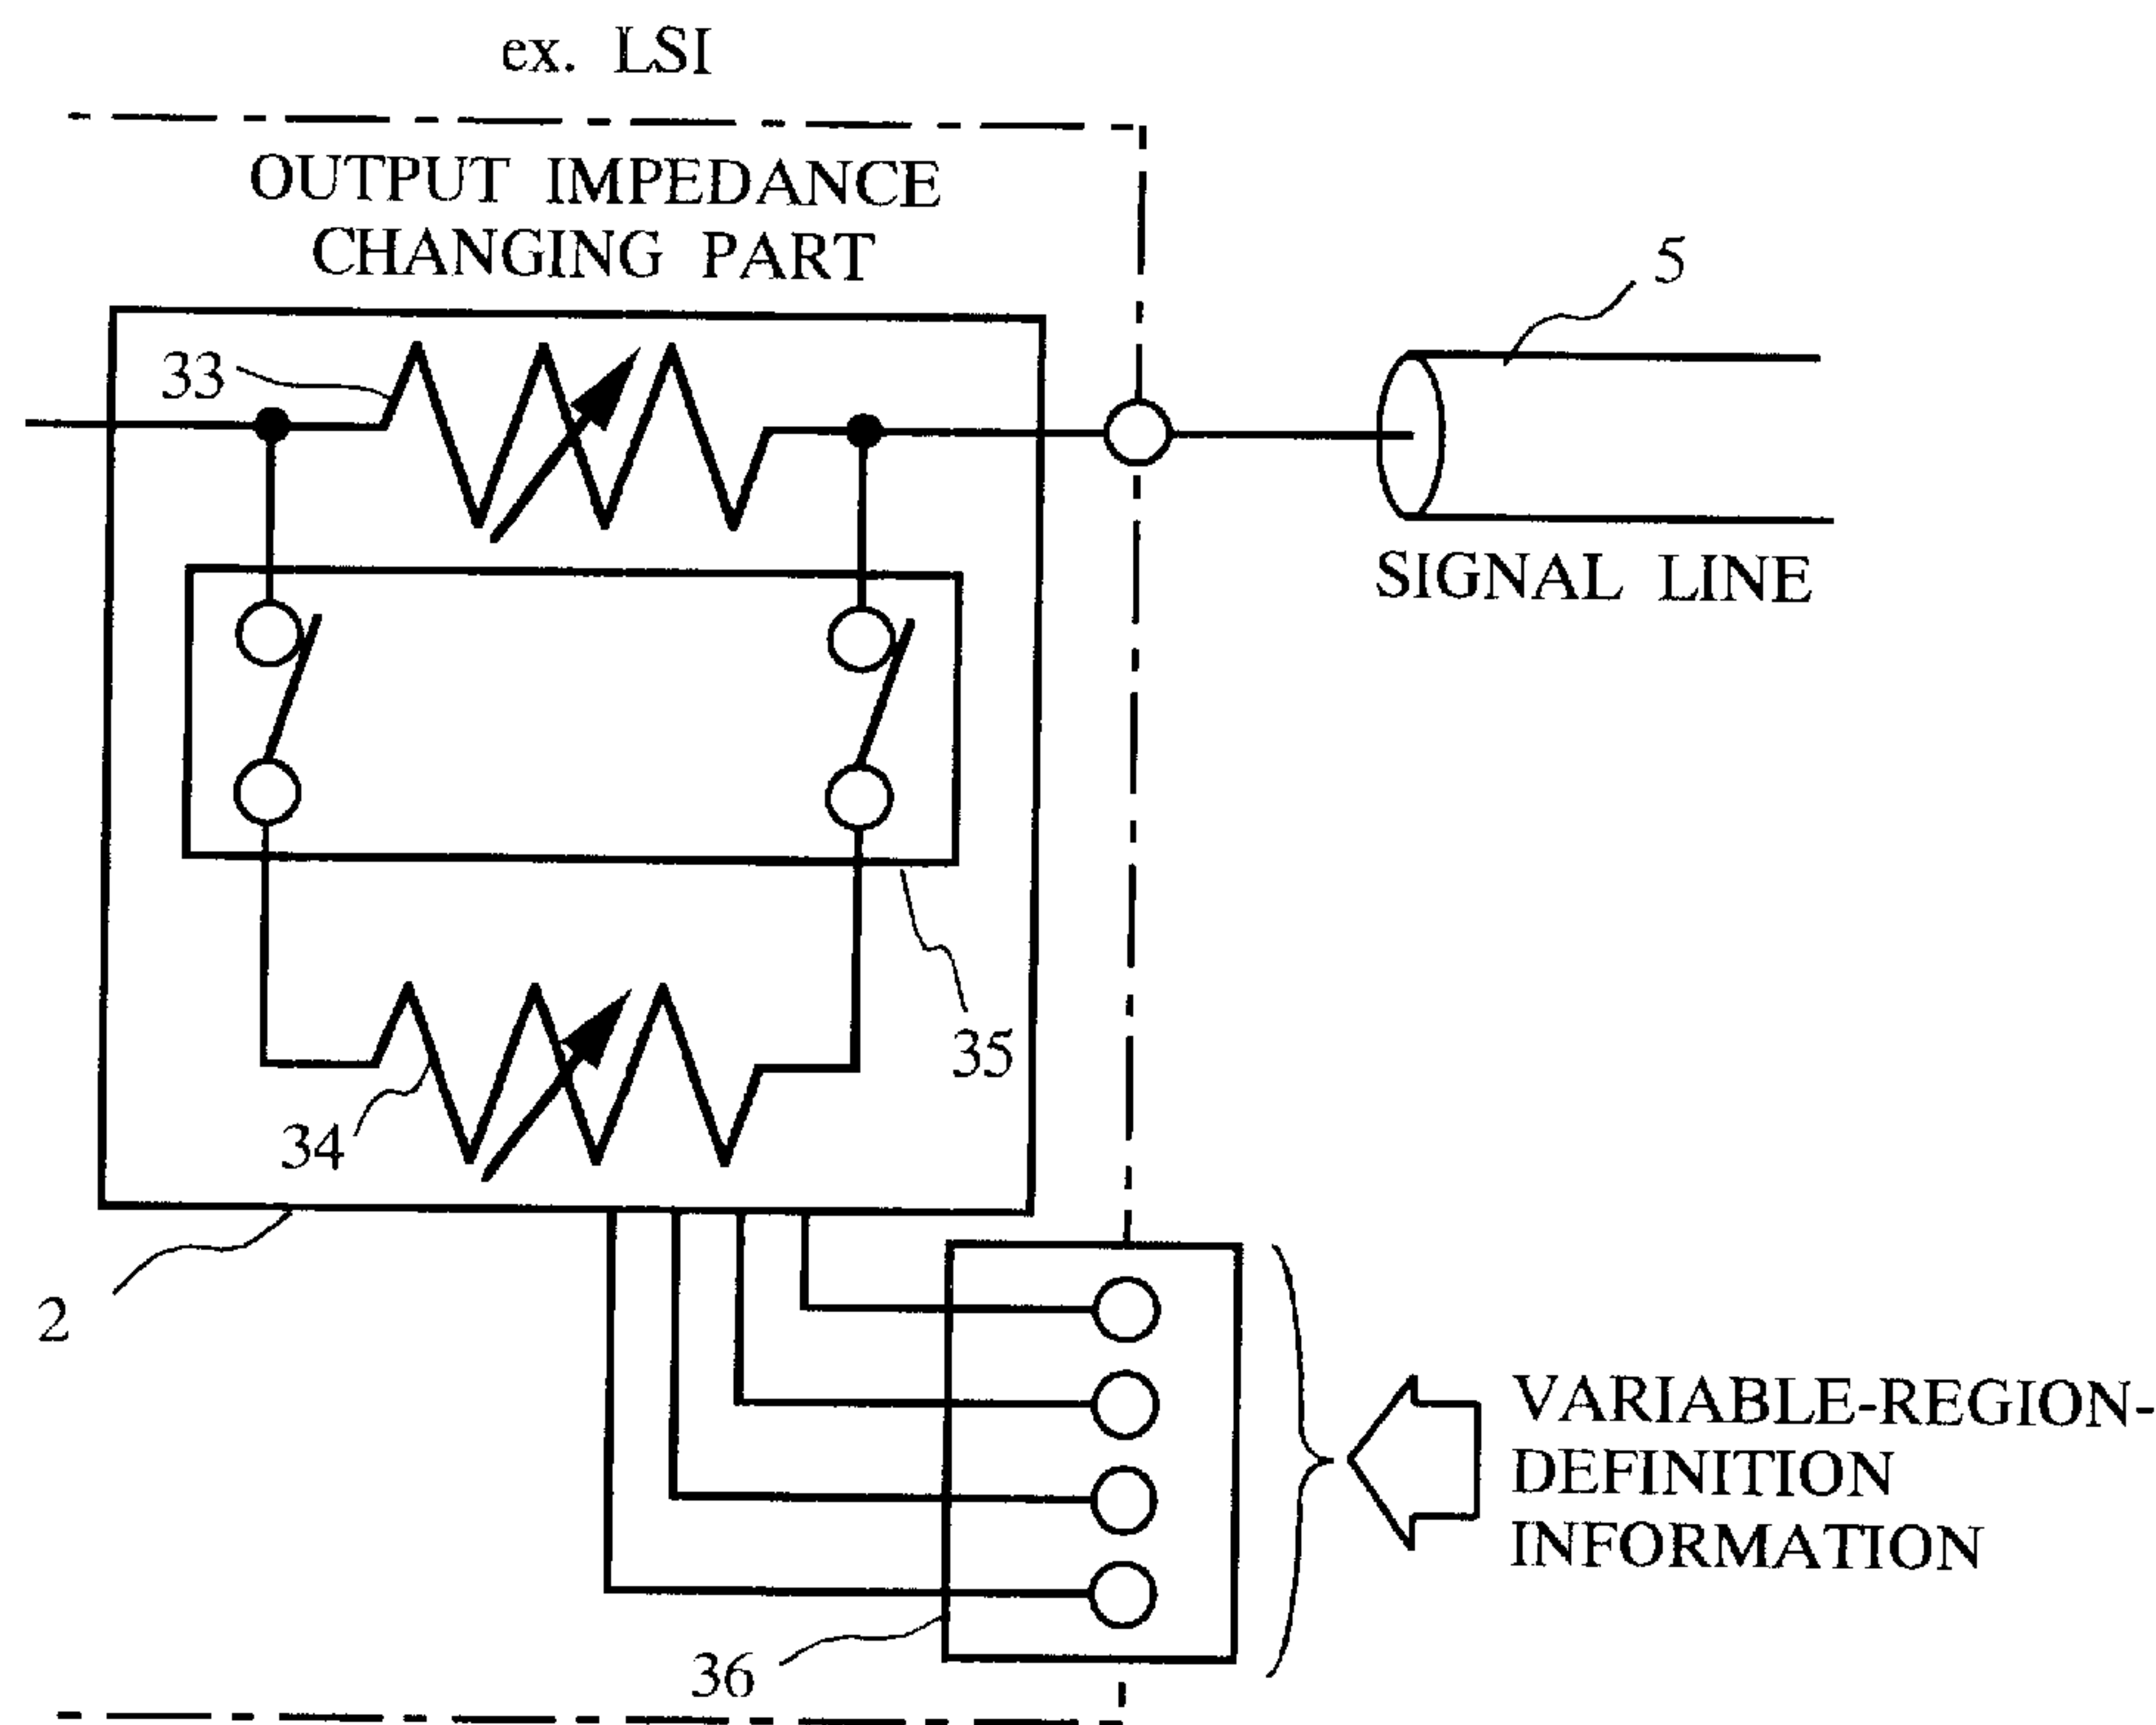 ex. LSI
OUTPUT IMPEDANCE
CHANGING PART
5
33
SIGNAL LINE
35
34
2
VARIABLE-REGION-
DEFINITION
INFORMATION
36